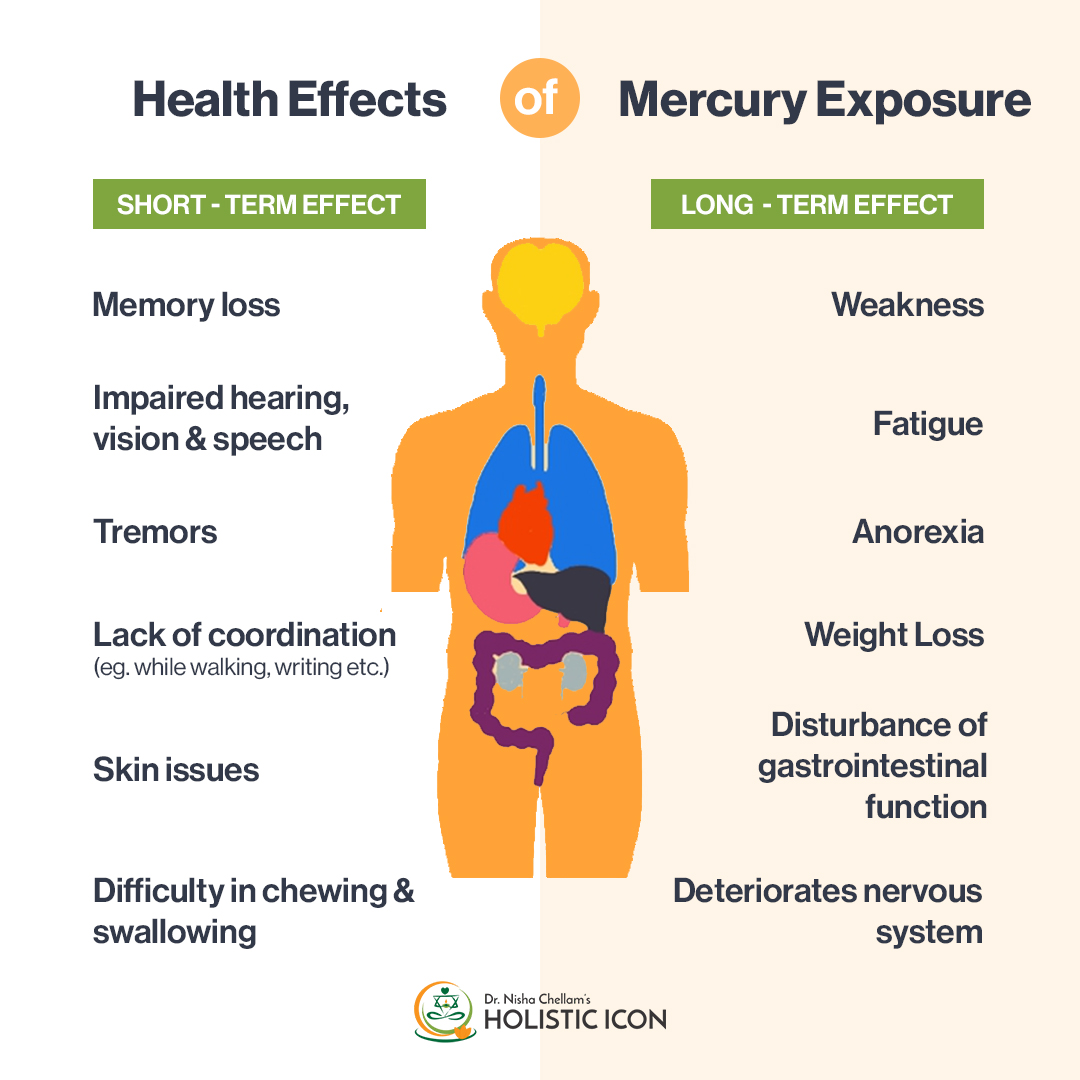 Health Effects of Mercury Exposure
SHORT - TERM EFFECT
Memory loss
Impaired hearing,
vision & speech
Tremors
Lack of coordination
(eg. while walking, writing etc.)
Skin issues
Difficulty in chewing &
swallowing
LONG - TERM EFFECT
Weakness
Fatigue
Anorexia
Weight Loss
Disturbance of
gastrointestinal
function
Deteriorates nervous
system
Dr. Nisha Chellam's
HOLISTIC ICON